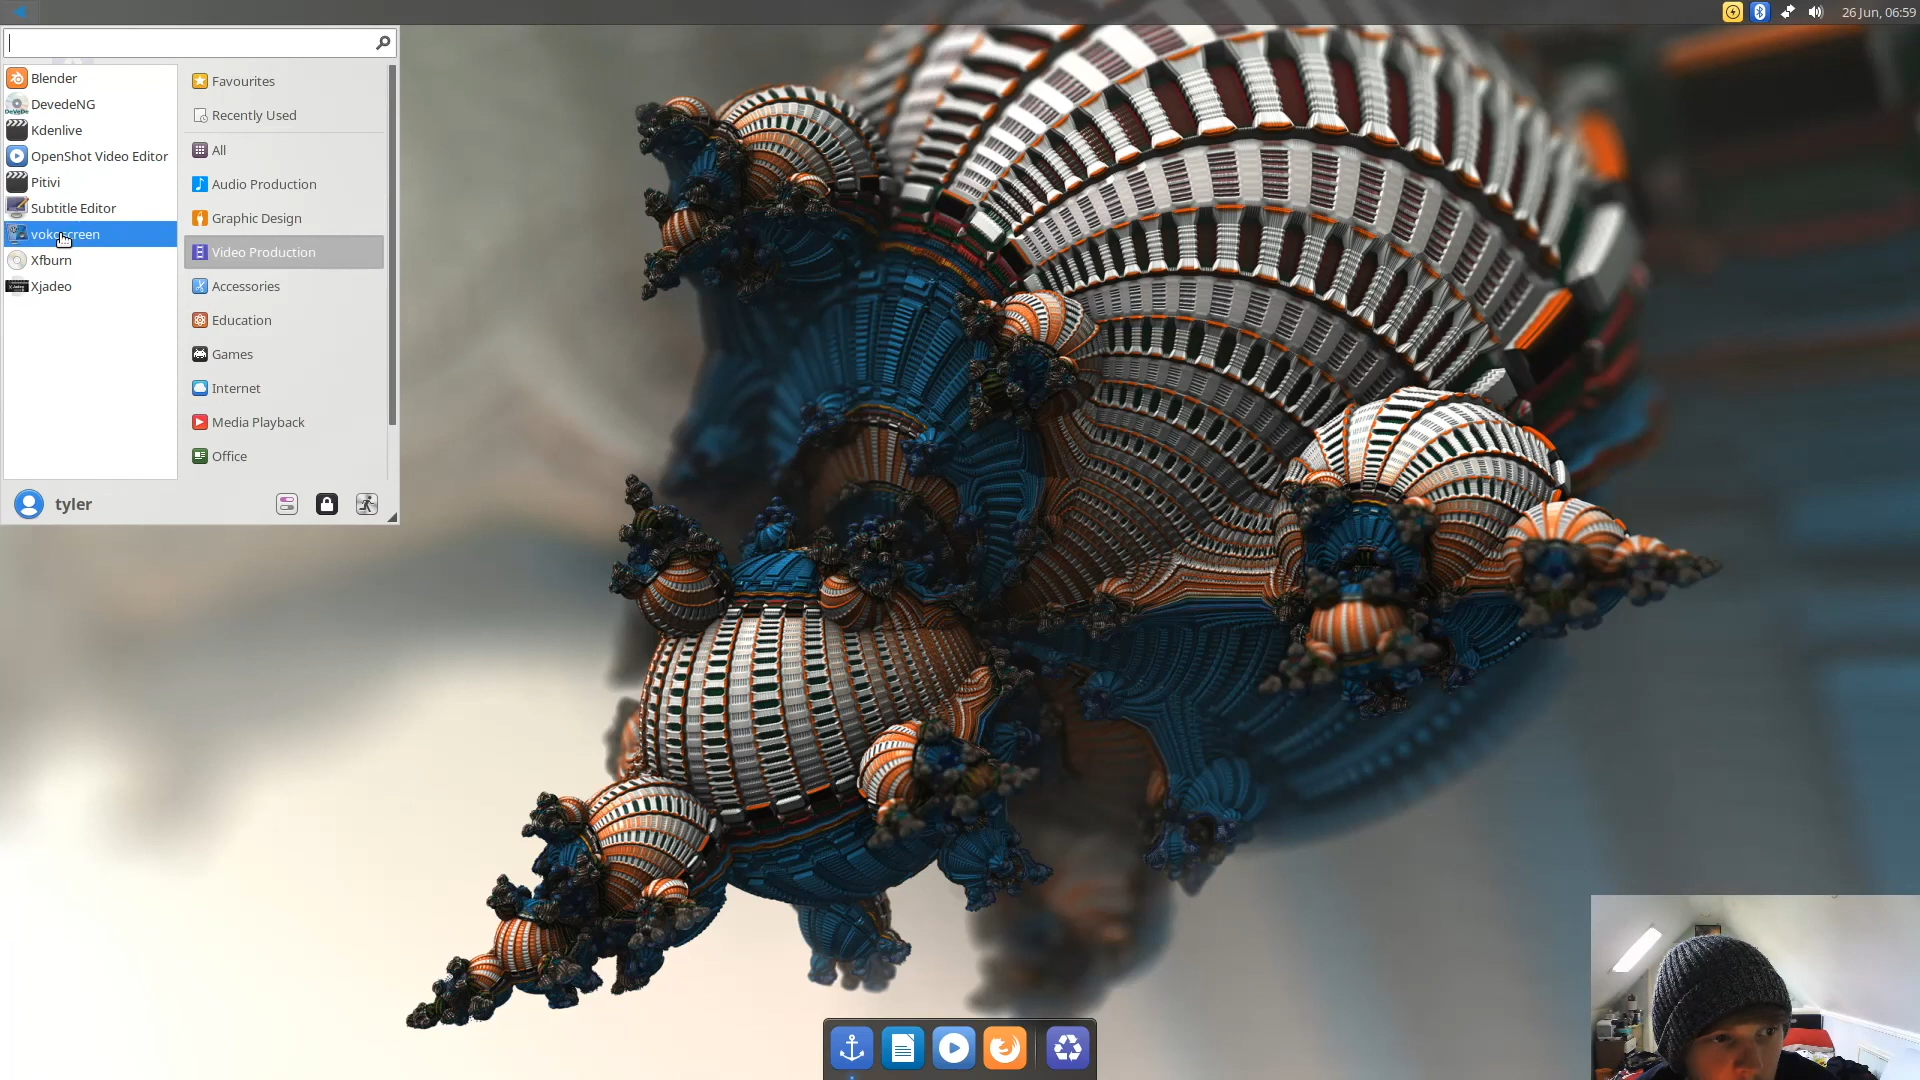 26 Jun, 06:59
Blender
DevedeNG
Kdenlive
OpenShot Video Editor
Pitivi
Subtitle Editor
vokoscreen
Xfburn
Xjadeo
Favourites
Recently Used
All
Audio Production
Graphic Design
Video Production
Accessories
Education
Games
Internet
Media Playback
Office
tyler